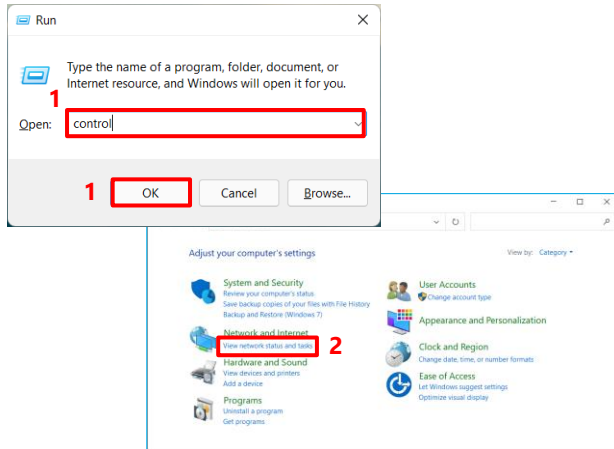 Run
Type the name of a program, folder, document, or
Internet resource, and Windows will open it for you.
1
Open: control
1 OK Cancel Browse...
Adjust your computer's settings
View by: Category
System and Security
Review your computer's status
Save backup copies of your files with File History
Backup and Restore (Windows 7)
Network and Internet
View network status and tasks
2
Hardware and Sound
View devices and printers
Add a device
Programs
Uninstall a program
Get programs
User Accounts
Change account type
Appearance and Personalization
Clock and Region
Change date, time, or number formats
Ease of Access
Let Windows suggest settings
Optimize visual display